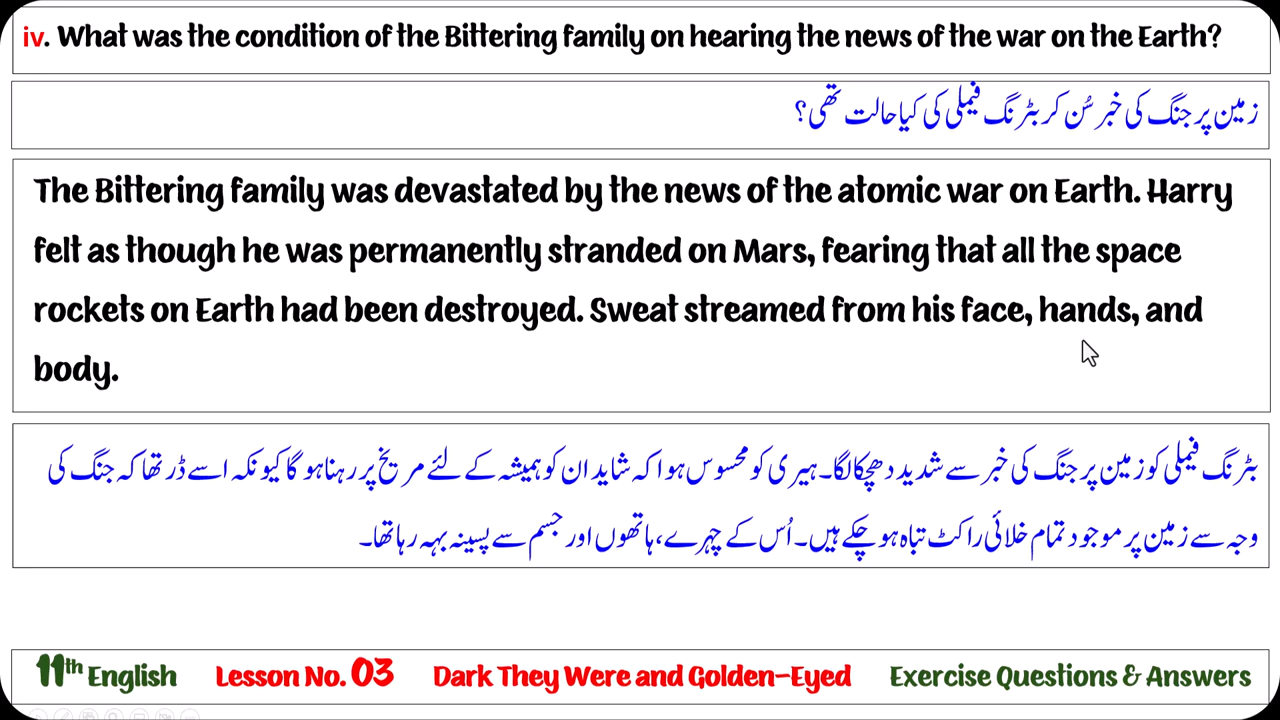 iv. What was the condition of the Bittering family on hearing the news of the war on the Earth?
زمین پر جنگ کی خبر سُن کر بٹرنگ فیملی کی کیا حالت تھی؟
The Bittering family was devastated by the news of the atomic war on Earth. Harry
felt as though he was permanently stranded on Mars, fearing that all the space
rockets on Earth had been destroyed. Sweat streamed from his face, hands, and
body.
بٹرنگ فیملی کو زمین پر جنگ کی خبر سے شدید دھچکا لگا۔ ہیری کو محسوس ہوا کہ شاید ان کو ہمیشہ کے لئے مریخ پر رہنا ہو گا کیونکہ اسے ڈر تھا کہ جنگ کی
وجہ سے زمین پر موجود تمام خلائی راکٹ تباہ ہو چکے ہیں۔ اُس کے چہرے، ہاتھوں اور جسم سے پسینہ بہہ رہا تھا۔
11th English Lesson No. 03 Dark They Were and Golden-Eyed Exercise Questions & Answers